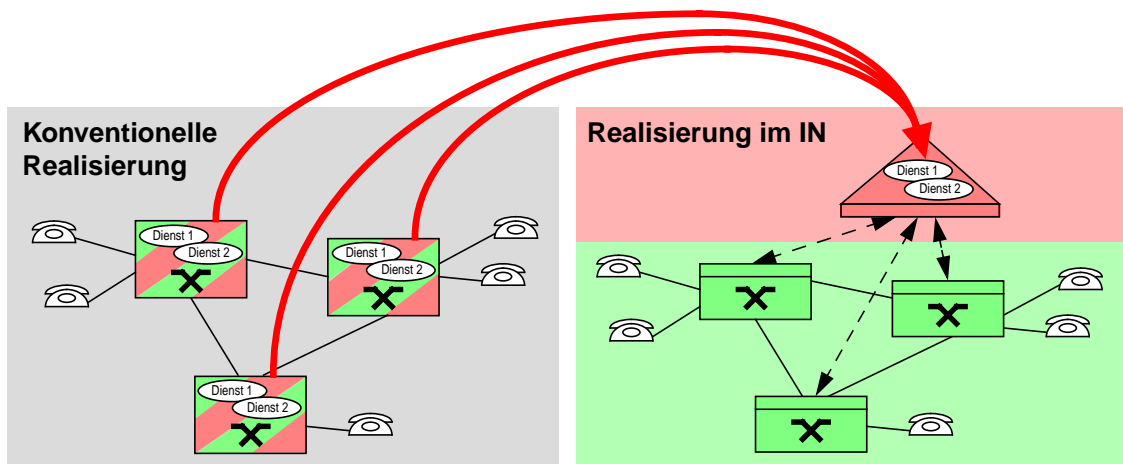 Konventionelle
Realisierung
Dienst 1
Dienst 2
Dienst 1
Dienst 2
Dienst 1
Dienst 2
Realisierung im IN
Dienst 1
Dienst 2